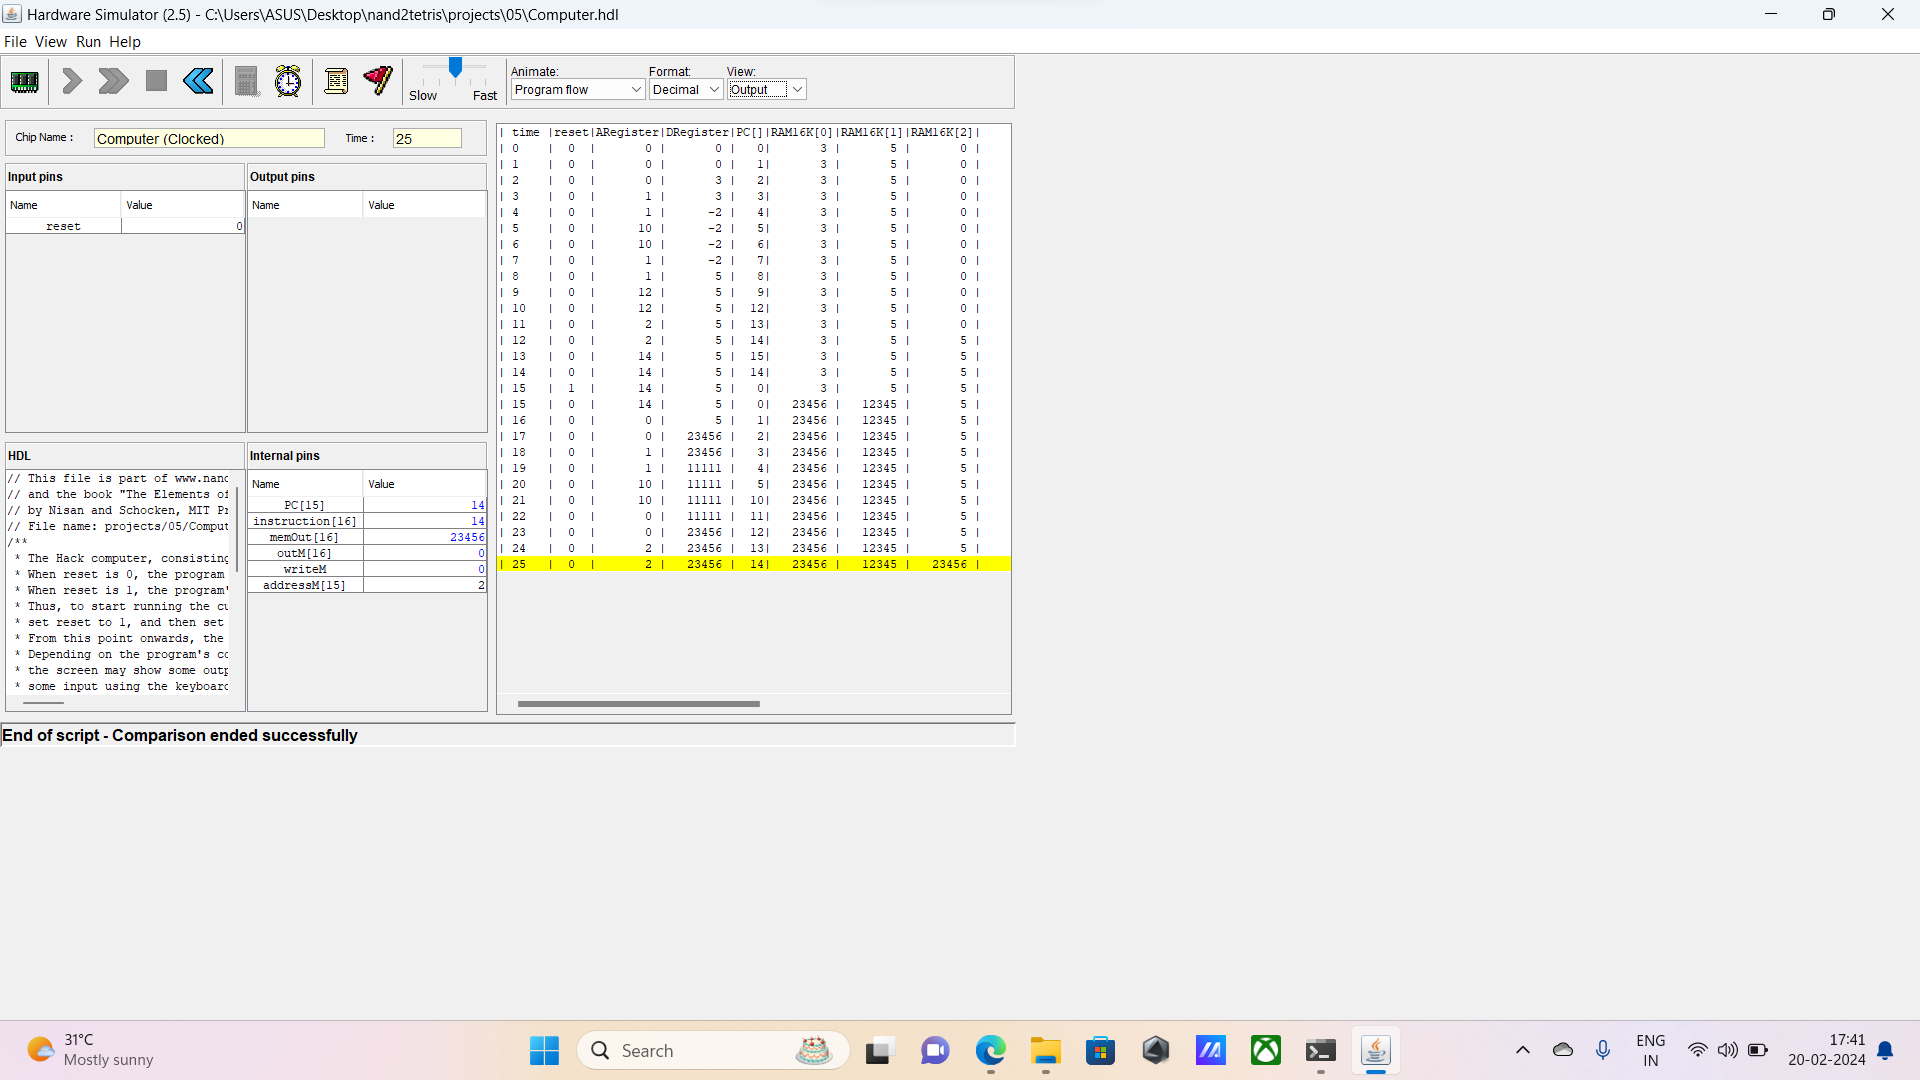 Hardware Simulator (2.5) - C:\Users\ASUS\Desktop\nand2tetris\projects\05\Computer.hdl
File View Run Help
Slow Fast
Animate: Format: View:
Program flow Decimal Output
Chip Name : Computer (Clocked) Time : 25
Input pins
Name Value
reset 0
Output pins
Name Value
HDL
// This file is part of www.nand
// and the book "The Elements of
// by Nisan and Schocken, MIT Pr
// File name: projects/05/Comput
/**
* The Hack computer, consisting
* When reset is 0, the program
* When reset is 1, the program'
* Thus, to start running the cu
* set reset to 1, and then set
* From this point onwards, the
* Depending on the program's co
* the screen may show some outp
* some input using the keyboard
Internal pins
Name Value
PC[15] 14
instruction[16] 14
memOut[16] 23456
outM[16] 0
writeM 0
addressM[15] 2
| time |reset|ARegister|DRegister|PC[]|RAM16K[0]|RAM16K[1]|RAM16K[2]|
| 0 | 0 | 0 | 0 | 0| 3 | 5 | 0 |
| 1 | 0 | 0 | 0 | 1| 3 | 5 | 0 |
| 2 | 0 | 0 | 3 | 2| 3 | 5 | 0 |
| 3 | 0 | 1 | 3 | 3| 3 | 5 | 0 |
| 4 | 0 | 1 | -2 | 4| 3 | 5 | 0 |
| 5 | 0 | 10 | -2 | 5| 3 | 5 | 0 |
| 6 | 0 | 10 | -2 | 6| 3 | 5 | 0 |
| 7 | 0 | 1 | -2 | 7| 3 | 5 | 0 |
| 8 | 0 | 1 | 5 | 8| 3 | 5 | 0 |
| 9 | 0 | 12 | 5 | 9| 3 | 5 | 0 |
| 10 | 0 | 12 | 5 | 12| 3 | 5 | 0 |
| 11 | 0 | 2 | 5 | 13| 3 | 5 | 0 |
| 12 | 0 | 2 | 5 | 14| 3 | 5 | 5 |
| 13 | 0 | 14 | 5 | 15| 3 | 5 | 5 |
| 14 | 0 | 14 | 5 | 14| 3 | 5 | 5 |
| 15 | 1 | 14 | 5 | 0| 3 | 5 | 5 |
| 15 | 0 | 14 | 5 | 0| 23456 | 12345 | 5 |
| 16 | 0 | 0 | 5 | 1| 23456 | 12345 | 5 |
| 17 | 0 | 0 | 23456 | 2| 23456 | 12345 | 5 |
| 18 | 0 | 1 | 23456 | 3| 23456 | 12345 | 5 |
| 19 | 0 | 1 | 11111 | 4| 23456 | 12345 | 5 |
| 20 | 0 | 10 | 11111 | 5| 23456 | 12345 | 5 |
| 21 | 0 | 10 | 11111 | 10| 23456 | 12345 | 5 |
| 22 | 0 | 0 | 11111 | 11| 23456 | 12345 | 5 |
| 23 | 0 | 0 | 23456 | 12| 23456 | 12345 | 5 |
| 24 | 0 | 2 | 23456 | 13| 23456 | 12345 | 5 |
| 25 | 0 | 2 | 23456 | 14| 23456 | 12345 | 23456 |
End of script - Comparison ended successfully
31°C
Mostly sunny
Search
ENG
IN
17:41
20-02-2024